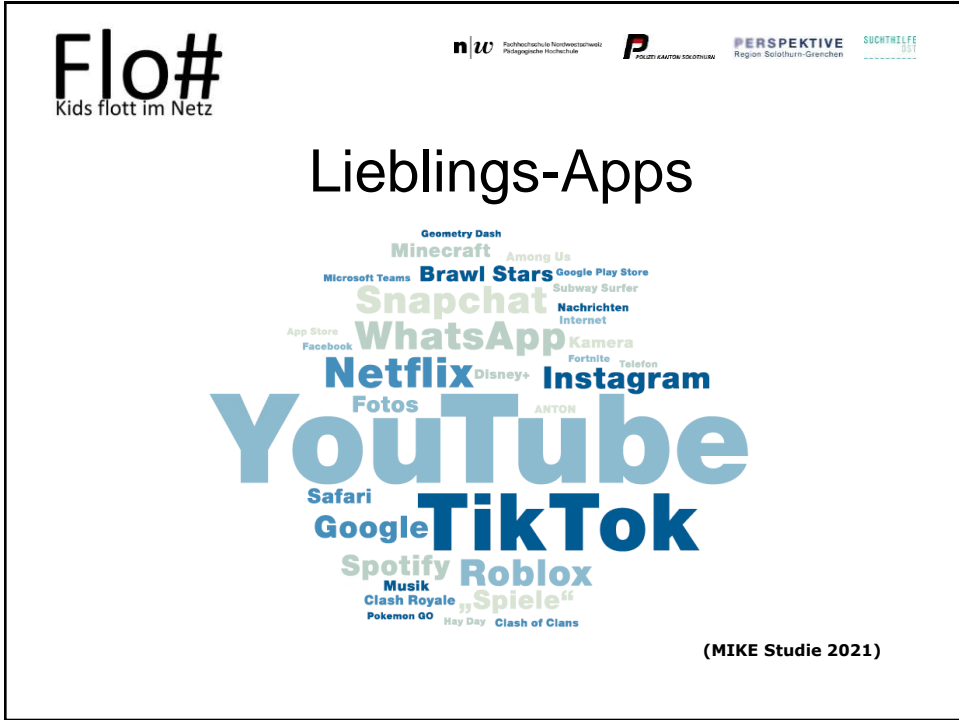 Flo#
Kids flott im Netz
n|w Fachhochschule Nordwestschweiz
Pädagogische Hochschule
POLIZEI KANTON SOLOTHURN
PERSPEKTIVE
Region Solothurn-Grenchen
SUCHTHILFE
OST
Lieblings-Apps
Geometry Dash
Minecraft Among Us
Microsoft Teams Brawl Stars Google Play Store
Subway Surfer
Snapchat Nachrichten
Internet
App Store WhatsApp Kamera
Facebook Fortnite Telefon
Netflix Disney+ Instagram
Fotos ANTON
YouTube
Safari
Google TikTok
Spotify Roblox
Musik
Clash Royale „Spiele“
Pokemon GO Hay Day Clash of Clans
(MIKE Studie 2021)